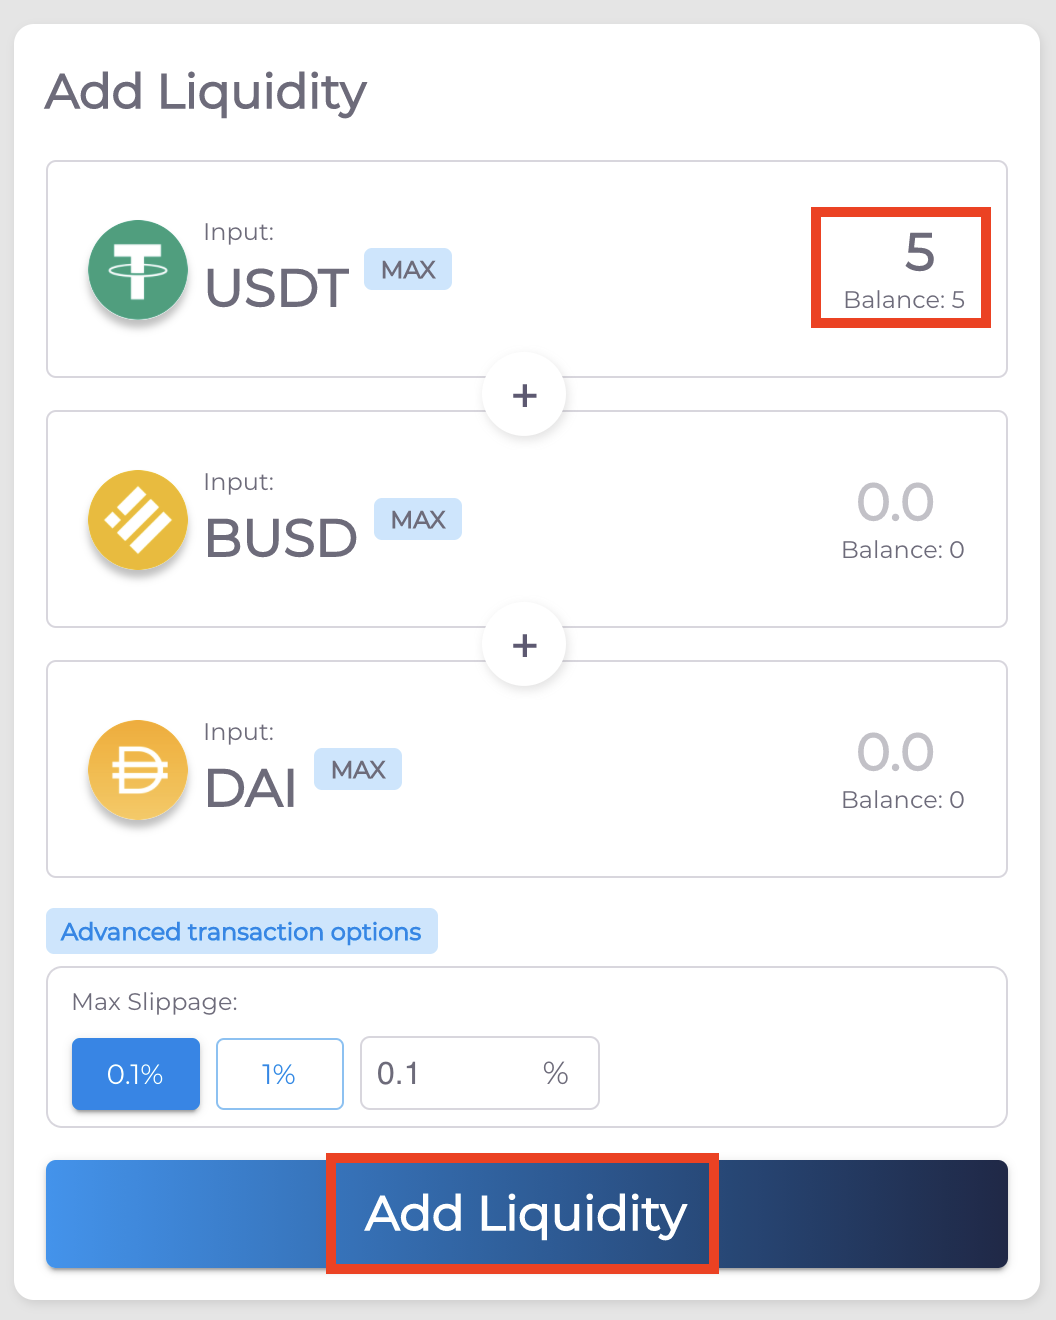 Add Liquidity
Input:
USDT MAX
5
Balance: 5
+
Input:
BUSD MAX
0.0
Balance: 0
+
Input:
DAI MAX
0.0
Balance: 0
Advanced transaction options
Max Slippage:
0.1% 1% 0.1 %
Add Liquidity